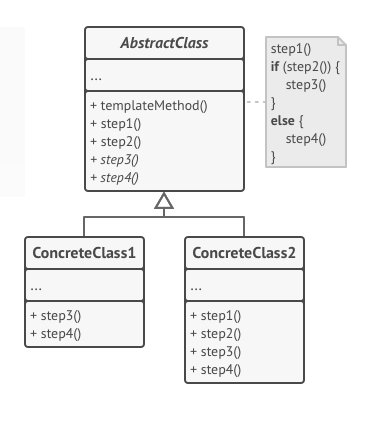 AbstractClass
...
+ templateMethod()
+ step1()
+ step2()
+ step3()
+ step4()
step1()
if (step2()) {
step3()
}
else {
step4()
}
ConcreteClass1
...
+ step3()
+ step4()
ConcreteClass2
...
+ step1()
+ step2()
+ step3()
+ step4()